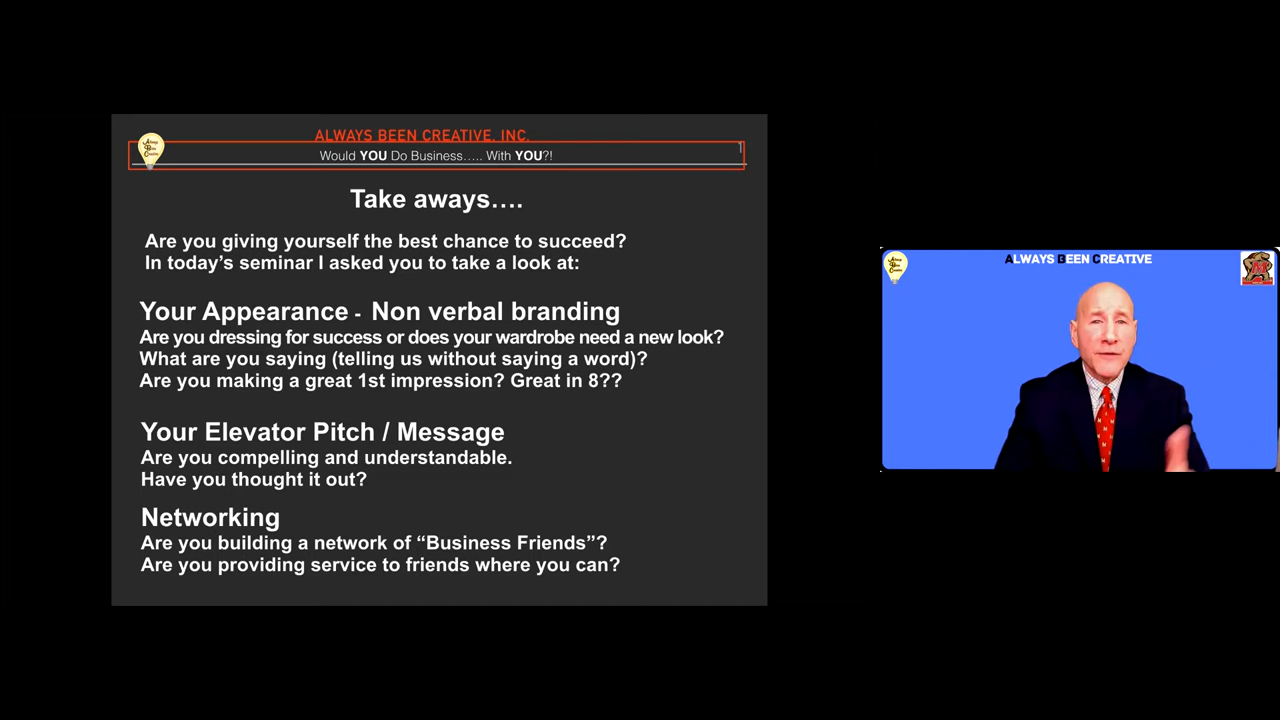 ALWAYS BEEN CREATIVE, INC.
Would YOU Do Business….. With YOU?!
1
Always
Been
Creative
Take aways….
Are you giving yourself the best chance to succeed?
In today’s seminar I asked you to take a look at:
Your Appearance - Non verbal branding
Are you dressing for success or does your wardrobe need a new look?
What are you saying (telling us without saying a word)?
Are you making a great 1st impression? Great in 8??
Your Elevator Pitch / Message
Are you compelling and understandable.
Have you thought it out?
Networking
Are you building a network of “Business Friends”?
Are you providing service to friends where you can?
ALWAYS BEEN CREATIVE
M